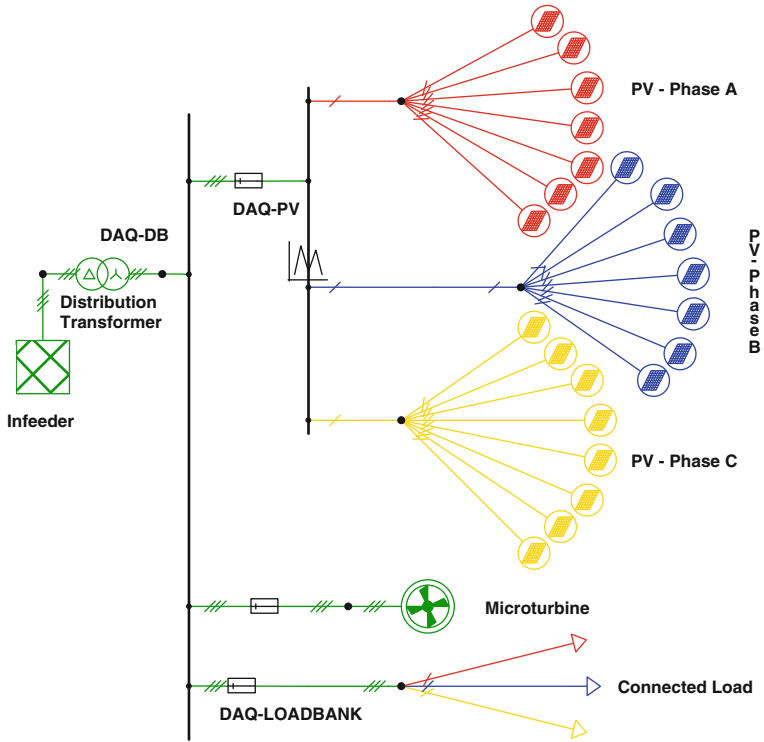 PV - Phase A
DAQ-PV
DAQ-DB
PV-Phase B
Distribution
Transformer
Infeeder
PV - Phase C
Microturbine
Connected Load
DAQ-LOADBANK